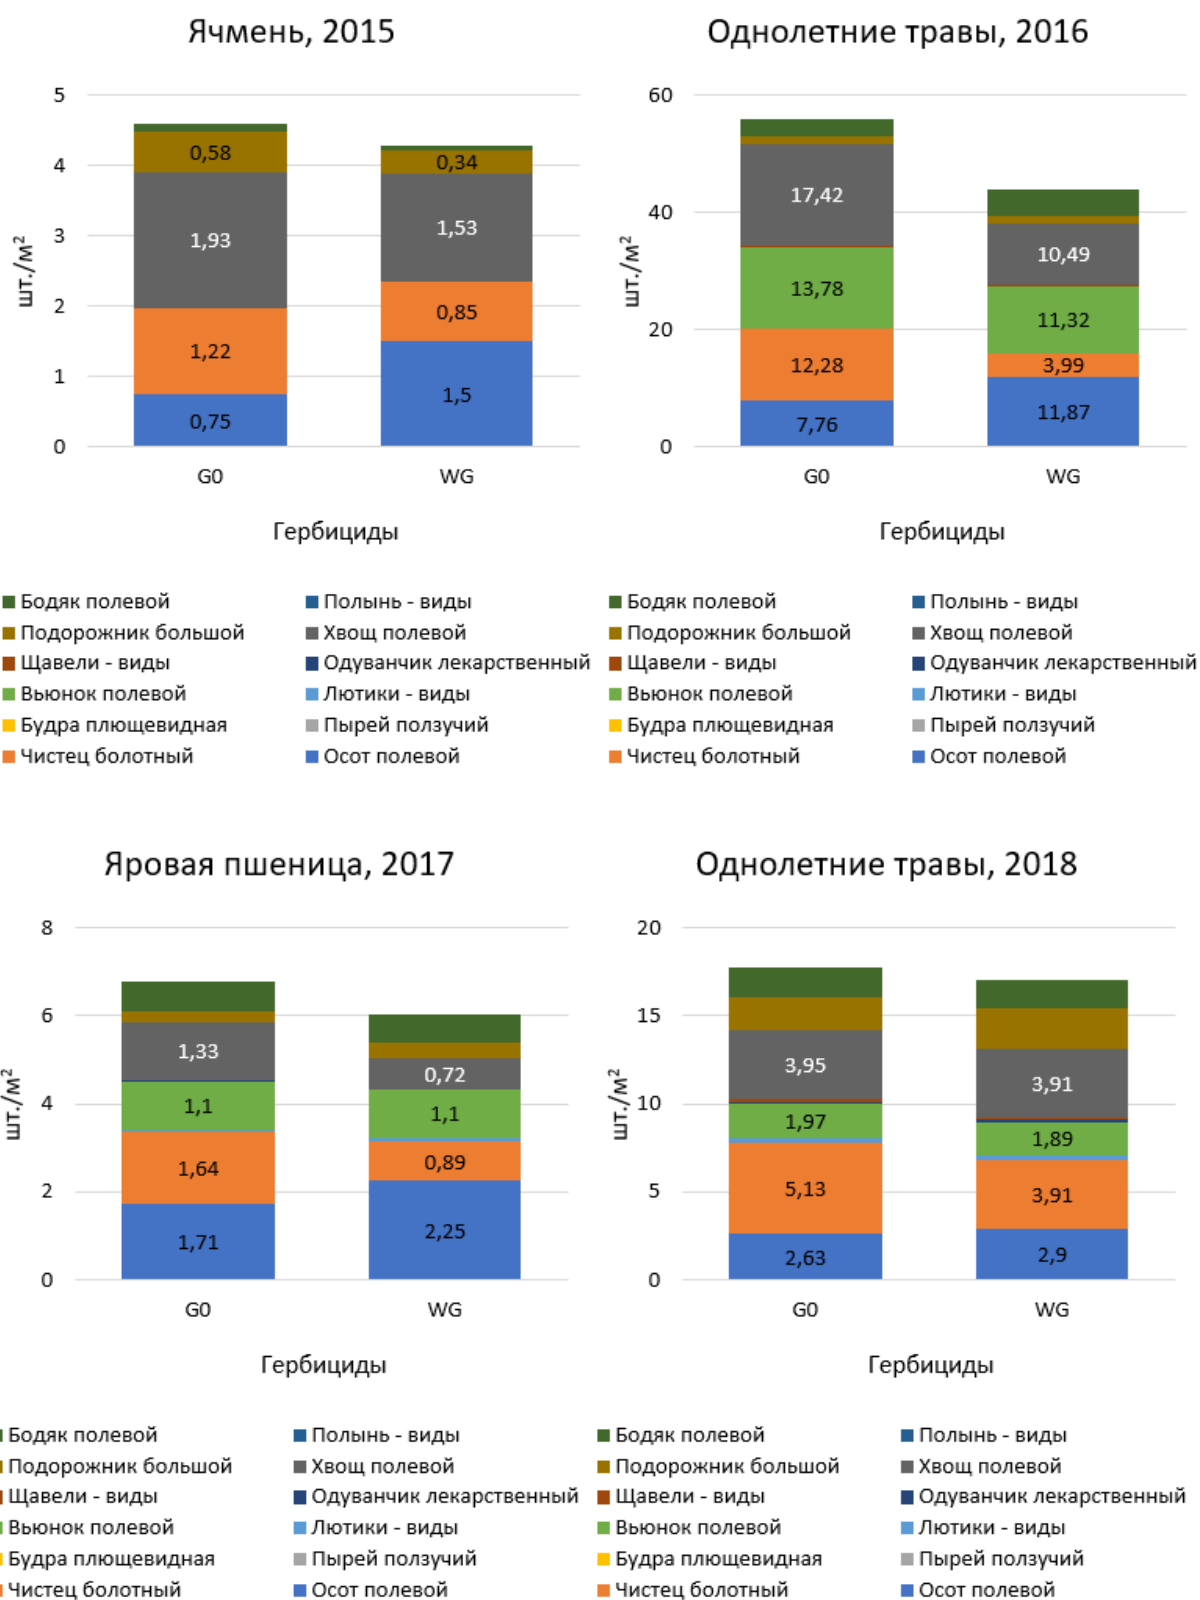 Ячмень, 2015
5
4
3
2
1
0
шт./м²
0,58
1,93
1,22
0,75
0,34
1,53
0,85
1,5
G0 WG
Гербициды
Бодяк полевой Полынь - виды
Подорожник большой Хвощ полевой
Щавели - виды Одуванчик лекарственный
Вьюнок полевой Лютики - виды
Будра плющевидная Пырей ползучий
Чистец болотный Осот полевой
Однолетние травы, 2016
60
40
20
0
17,42
13,78
12,28
7,76
10,49
11,32
3,99
11,87
G0 WG
Гербициды
Бодяк полевой Полынь - виды
Подорожник большой Хвощ полевой
Щавели - виды Одуванчик лекарственный
Вьюнок полевой Лютики - виды
Будра плющевидная Пырей ползучий
Чистец болотный Осот полевой
Яровая пшеница, 2017
8
6
4
2
0
шт./м²
1,33
1,1
1,64
1,71
0,72
1,1
0,89
2,25
G0 WG
Гербициды
Бодяк полевой Полынь - виды
Подорожник большой Хвощ полевой
Щавели - виды Одуванчик лекарственный
Вьюнок полевой Лютики - виды
Будра плющевидная Пырей ползучий
Чистец болотный Осот полевой
Однолетние травы, 2018
20
15
10
5
0
шт./м²
3,95
1,97
5,13
2,63
3,91
1,89
3,91
2,9
G0 WG
Гербициды
Бодяк полевой Полынь - виды
Подорожник большой Хвощ полевой
Щавели - виды Одуванчик лекарственный
Вьюнок полевой Лютики - виды
Будра плющевидная Пырей ползучий
Чистец болотный Осот полевой